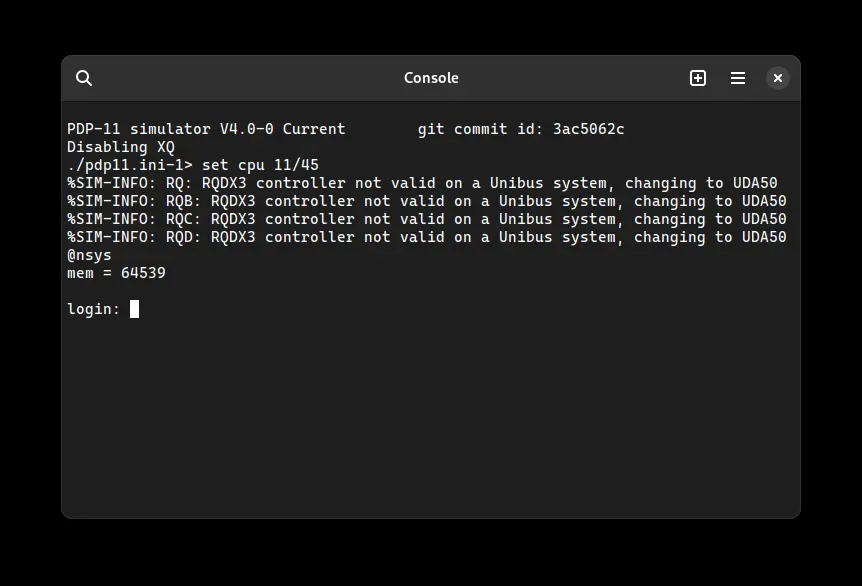 Console
PDP-11 simulator V4.0-0 Current        git commit id: 3ac5062c
Disabling XQ
./pdp11.ini-1> set cpu 11/45
%SIM-INFO: RQ: RQDX3 controller not valid on a Unibus system, changing to UDA50
%SIM-INFO: RQB: RQDX3 controller not valid on a Unibus system, changing to UDA50
%SIM-INFO: RQC: RQDX3 controller not valid on a Unibus system, changing to UDA50
%SIM-INFO: RQD: RQDX3 controller not valid on a Unibus system, changing to UDA50
@nsys
mem = 64539
login: